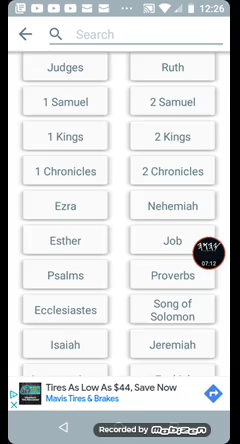 12:26
Search
Judges Ruth
1 Samuel 2 Samuel
1 Kings 2 Kings
1 Chronicles 2 Chronicles
Ezra Nehemiah
Esther Job
07:12
Psalms Proverbs
Ecclesiastes Song of
Solomon
Isaiah Jeremiah
Tires As Low As $44, Save Now
Mavis Tires & Brakes
Recorded by Mobizen